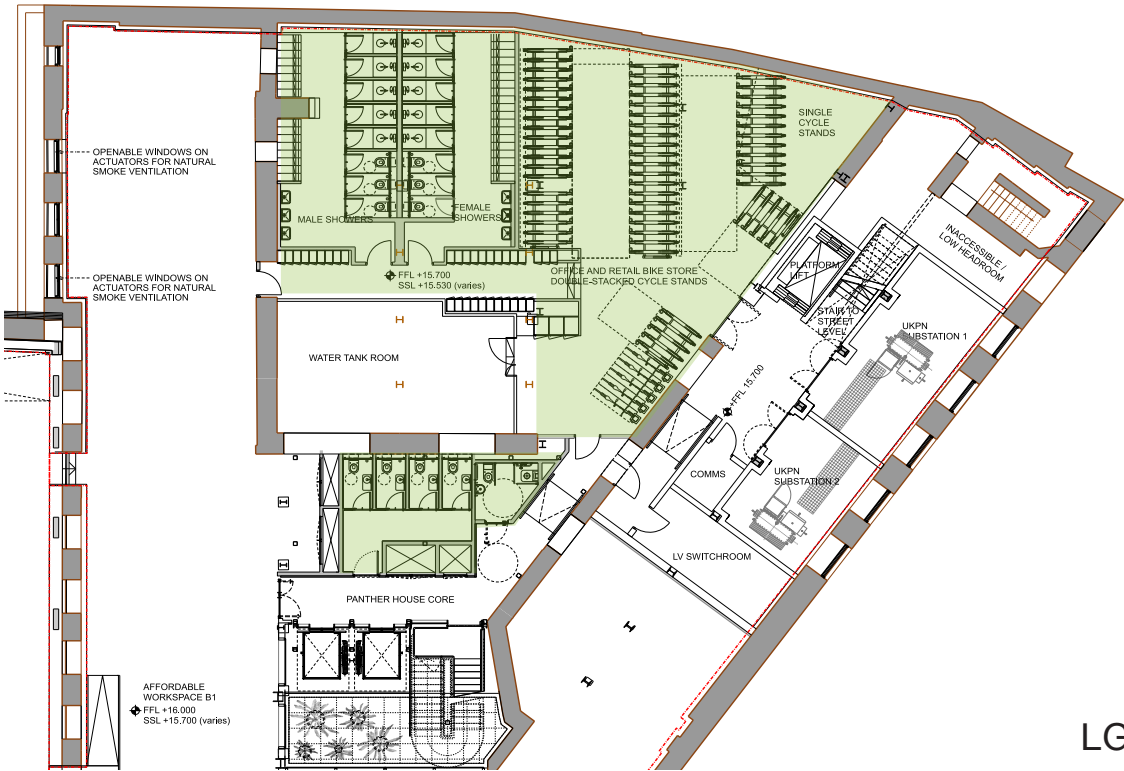 OPENABLE WINDOWS ON
ACTUATORS FOR NATURAL
SMOKE VENTILATION
SINGLE
CYCLE
STANDS
MALE SHOWERS
FEMALE
SHOWERS
INACCESSIBLE /
LOW HEADROOM
OPENABLE WINDOWS ON
ACTUATORS FOR NATURAL
SMOKE VENTILATION
FFL +15.700
SSL +15.530 (varies)
OFFICE AND RETAIL BIKE STORE
DOUBLE-STACKED CYCLE STANDS
PLATFORM
LIFT
STAIR TO
STREET
LEVEL
UKPN
SUBSTATION 1
WATER TANK ROOM
+FFL 15.700
COMMS
UKPN
SUBSTATION 2
LV SWITCHROOM
PANTHER HOUSE CORE
AFFORDABLE
WORKSPACE B1
FFL +16.000
SSL +15.700 (varies)
LG